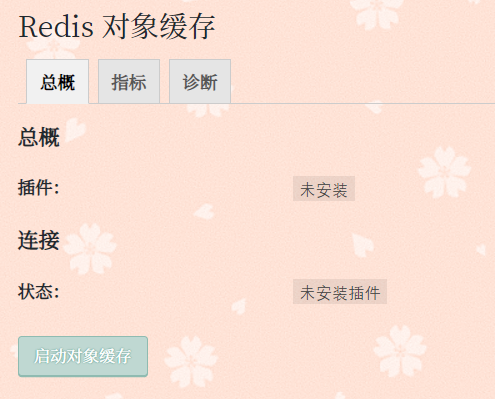 Redis 对象缓存
总概 指标 诊断
总概
插件: 未安装
连接
状态: 未安装插件
启动对象缓存